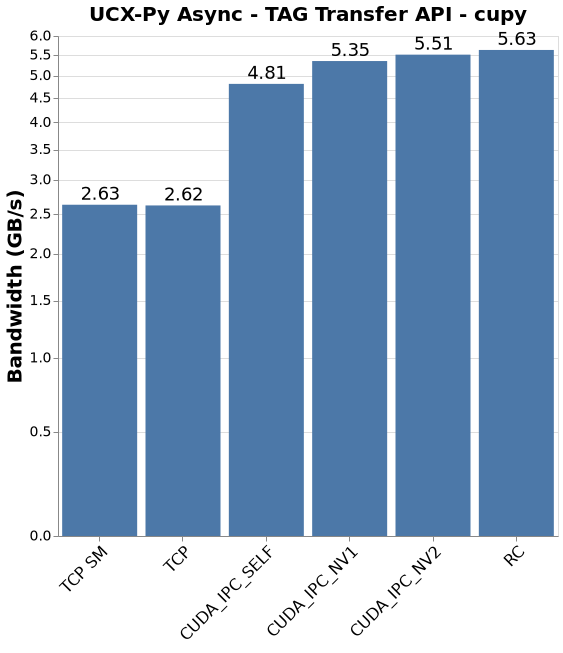 UCX-Py Async - TAG Transfer API - cupy
Bandwidth (GB/s)
6.0
5.5
5.0
4.5
4.0
3.5
3.0
2.5
2.0
1.5
1.0
0.5
0.0
2.63
2.62
4.81
5.35
5.51
5.63
TCP SM
TCP
CUDA_IPC_SELF
CUDA_IPC_NV1
CUDA_IPC_NV2
RC